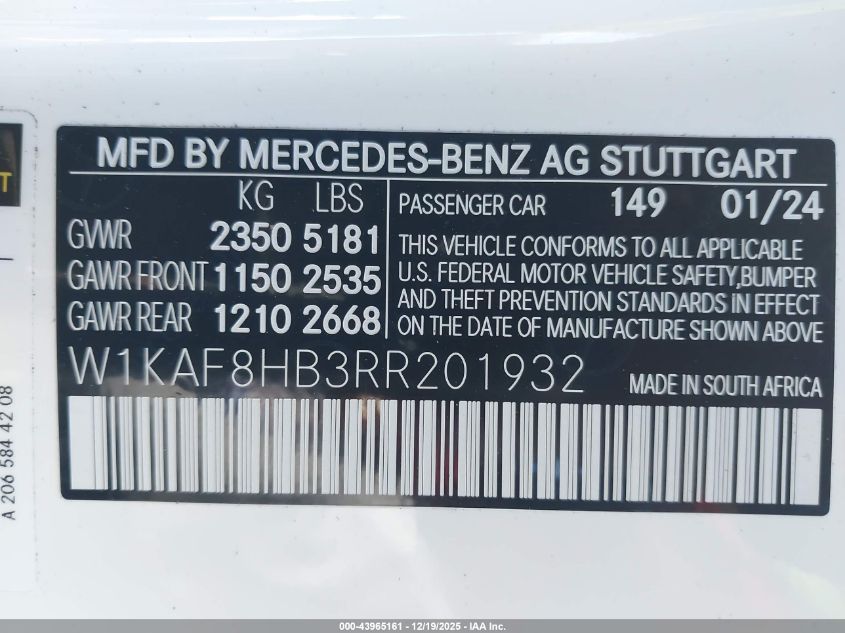 MFD BY MERCEDES-BENZ AG STUTTGART
KG LBS
GVWR 2350 5181
GAWR FRONT 1150 2535
GAWR REAR 1210 2668
PASSENGER CAR 149 01/24
THIS VEHICLE CONFORMS TO ALL APPLICABLE
U.S. FEDERAL MOTOR VEHICLE SAFETY,BUMPER
AND THEFT PREVENTION STANDARDS iN EFFECT
ON THE DATE OF MANUFACTURE SHOWN ABOVE
W1KAF8HB3RR201932 MADE IN SOUTH AFRICA
A 206 584 42 08
T
000-43965161 - 12/19/2025 - IAA Inc.